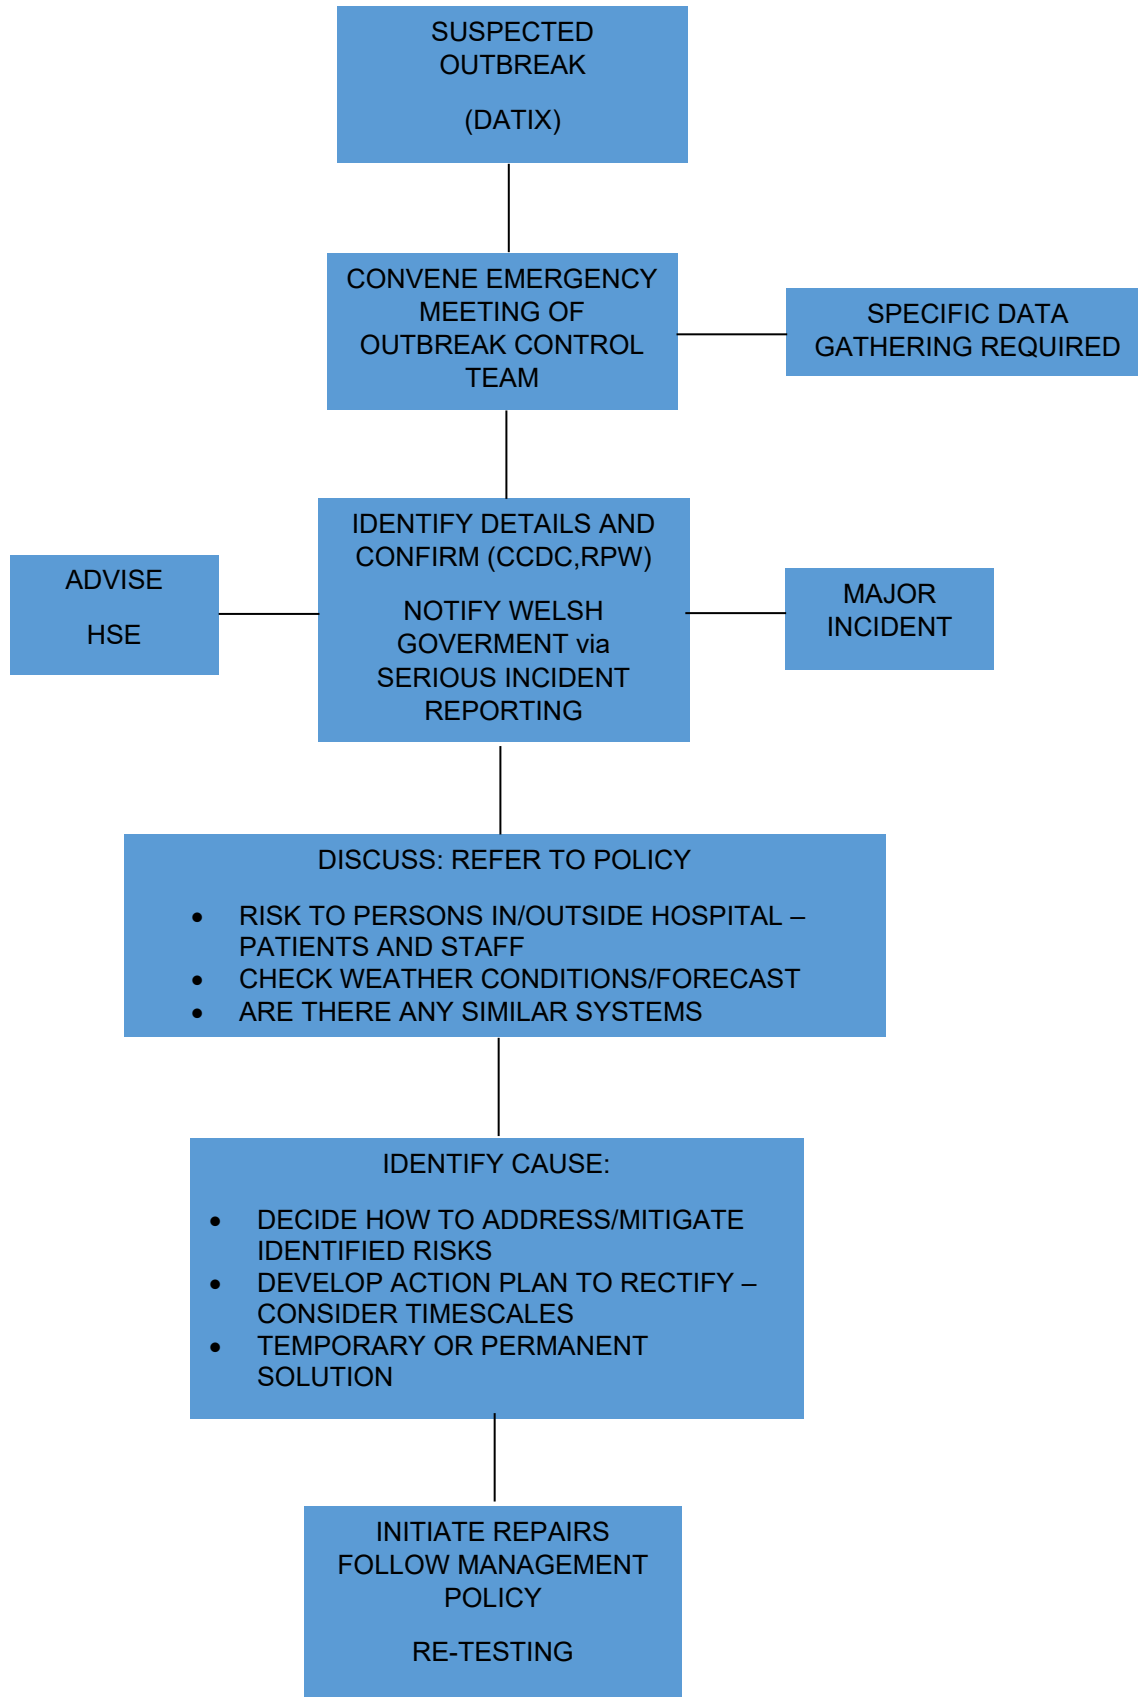 SUSPECTED
OUTBREAK
(DATIX)
CONVENE EMERGENCY
MEETING OF
OUTBREAK CONTROL
TEAM
SPECIFIC DATA
GATHERING REQUIRED
IDENTIFY DETAILS AND
CONFIRM (CCDC,RPW)
NOTIFY WELSH
GOVERMENT via
SERIOUS INCIDENT
REPORTING
ADVISE
HSE
MAJOR
INCIDENT
DISCUSS: REFER TO POLICY
• RISK TO PERSONS IN/OUTSIDE HOSPITAL –
PATIENTS AND STAFF
• CHECK WEATHER CONDITIONS/FORECAST
• ARE THERE ANY SIMILAR SYSTEMS
IDENTIFY CAUSE:
• DECIDE HOW TO ADDRESS/MITIGATE
IDENTIFIED RISKS
• DEVELOP ACTION PLAN TO RECTIFY –
CONSIDER TIMESCALES
• TEMPORARY OR PERMANENT
SOLUTION
INITIATE REPAIRS
FOLLOW MANAGEMENT
POLICY
RE-TESTING